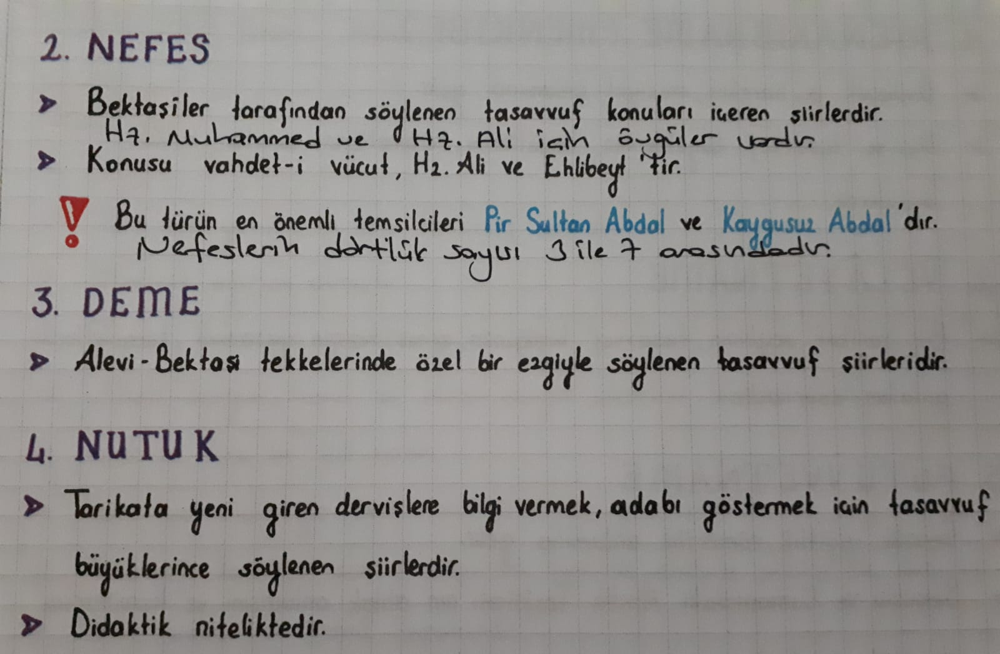 2. NEFES
➤ Bektaşiler tarafından söylenen tasavvuf konuları içeren şiirlerdir.
Hz. Muhammed ve Hz. Ali için övgüler vardır.
➤ Konusu vahdet-i vücut, Hz. Ali ve Ehlibeyt 'tir.
! Bu türün en önemli temsilcileri Pir Sultan Abdal ve Kaygusuz Abdal'dır.
Nefeslerin dörtlük sayısı 3 ile 7 arasındadır.
3. DEME
➤ Alevi-Bektaşi tekkelerinde özel bir ezgiyle söylenen tasavvuf şiirleridir.
4. NUTUK
➤ Tarikata yeni giren dervişlere bilgi vermek, adabı göstermek için tasavvuf
büyüklerince söylenen şiirlerdir.
➤ Didaktik niteliktedir.